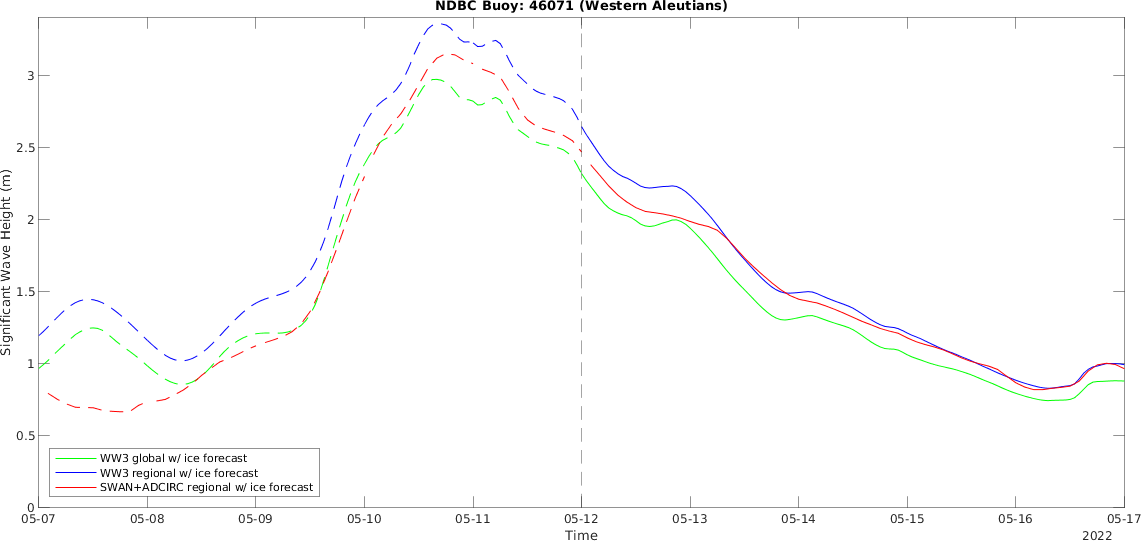 NDBC Buoy: 46071 (Western Aleutians)
3
2.5
2
1.5
1
0.5
0
Significant Wave Height (m)
WW3 global w/ ice forecast
WW3 regional w/ ice forecast
SWAN+ADCIRC regional w/ ice forecast
05-07 05-08 05-09 05-10 05-11 05-12 05-13 05-14 05-15 05-16 05-17
Time
2022